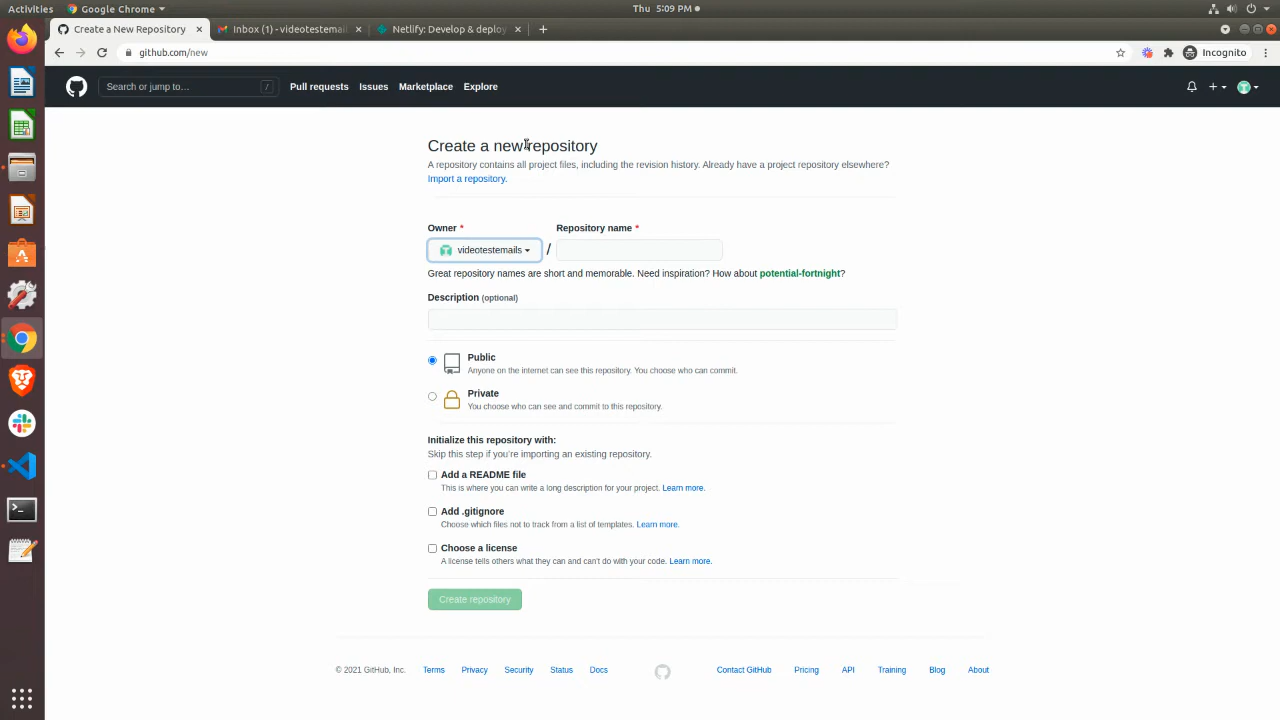 Activities Google Chrome Thu 5:09 PM
Create a New Repository Inbox (1) - videotestemail Netlify: Develop & deploy
github.com/new Incognito
Search or jump to… / Pull requests Issues Marketplace Explore
Create a new repository
A repository contains all project files, including the revision history. Already have a project repository elsewhere?
Import a repository.
Owner * Repository name *
videotestemails /
Great repository names are short and memorable. Need inspiration? How about potential-fortnight?
Description (optional)
Public
Anyone on the internet can see this repository. You choose who can commit.
Private
You choose who can see and commit to this repository.
Initialize this repository with:
Skip this step if you're importing an existing repository.
Add a README file
This is where you can write a long description for your project. Learn more.
Add .gitignore
Choose which files not to track from a list of templates. Learn more.
Choose a license
A license tells others what they can and can't do with your code. Learn more.
Create repository
© 2021 GitHub, Inc. Terms Privacy Security Status Docs Contact GitHub Pricing API Training Blog About